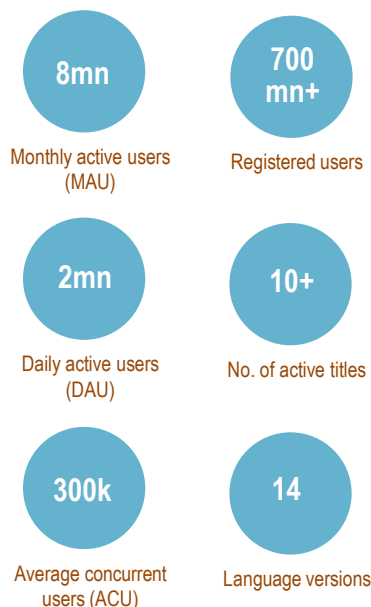 8mn
Monthly active users
(MAU)
700
mn+
Registered users
2mn
Daily active users
(DAU)
10+
No. of active titles
300k
Average concurrent
users (ACU)
14
Language versions